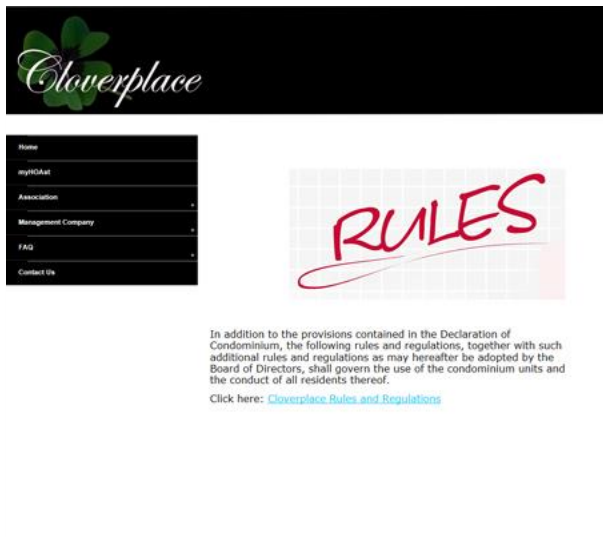 Cloverplace
Home
myHOAst
Association
Management Company
FAQ
Contact Us
RULES
In addition to the provisions contained in the Declaration of
Condominium, the following rules and regulations, together with such
additional rules and regulations as may hereafter be adopted by the
Board of Directors, shall govern the use of the condominium units and
the conduct of all residents thereof.
Click here: Cloverplace Rules and Regulations